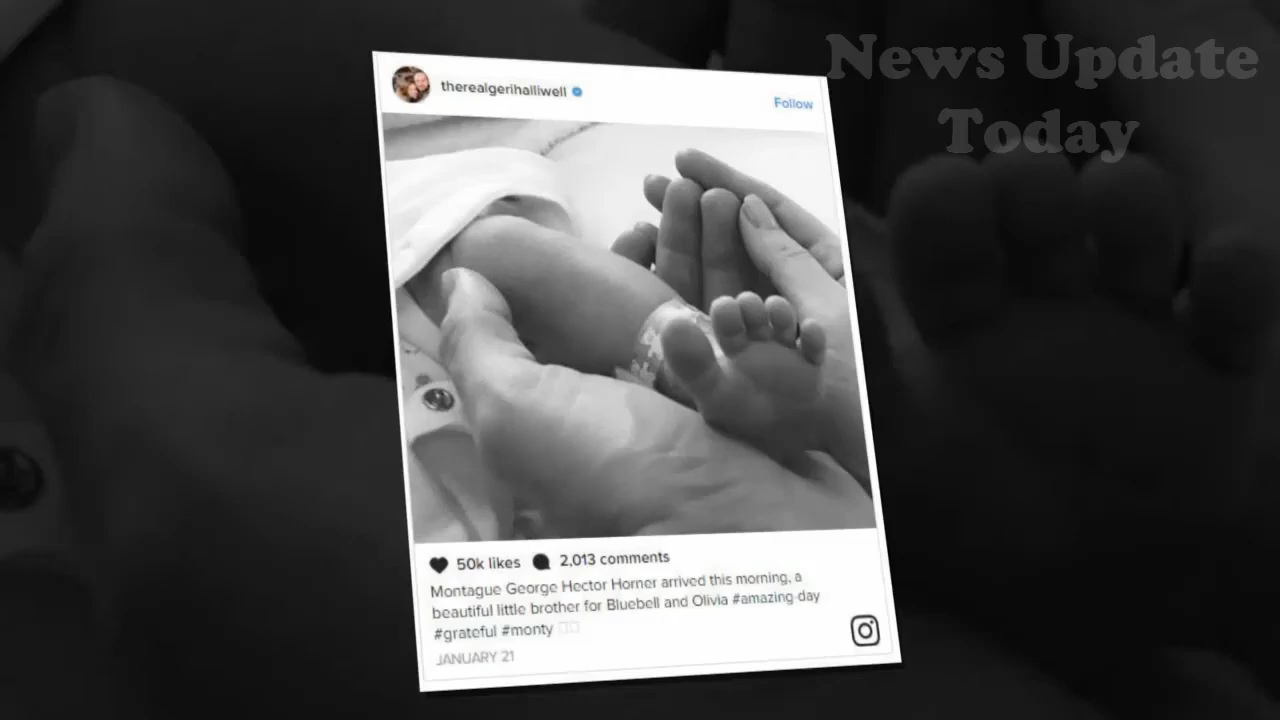 News Update
Today
therealgerihalliwell
Follow
50k likes 2,013 comments
Montague George Hector Horner arrived this morning, a
beautiful little brother for Bluebell and Olivia #amazing day
#grateful #monty
JANUARY 21